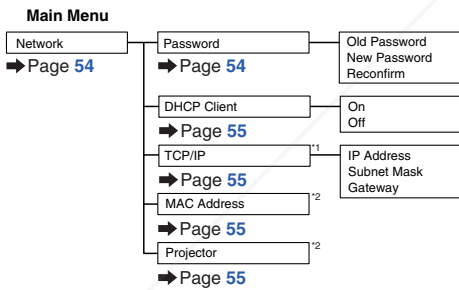 Main Menu
Network
➡Page 54
Password
➡Page 54
Old Password
New Password
Reconfirm
DHCP Client
➡Page 55
On
Off
TCP/IP *1
➡Page 55
IP Address
Subnet Mask
Gateway
MAC Address *2
➡Page 55
Projector *2
➡Page 55